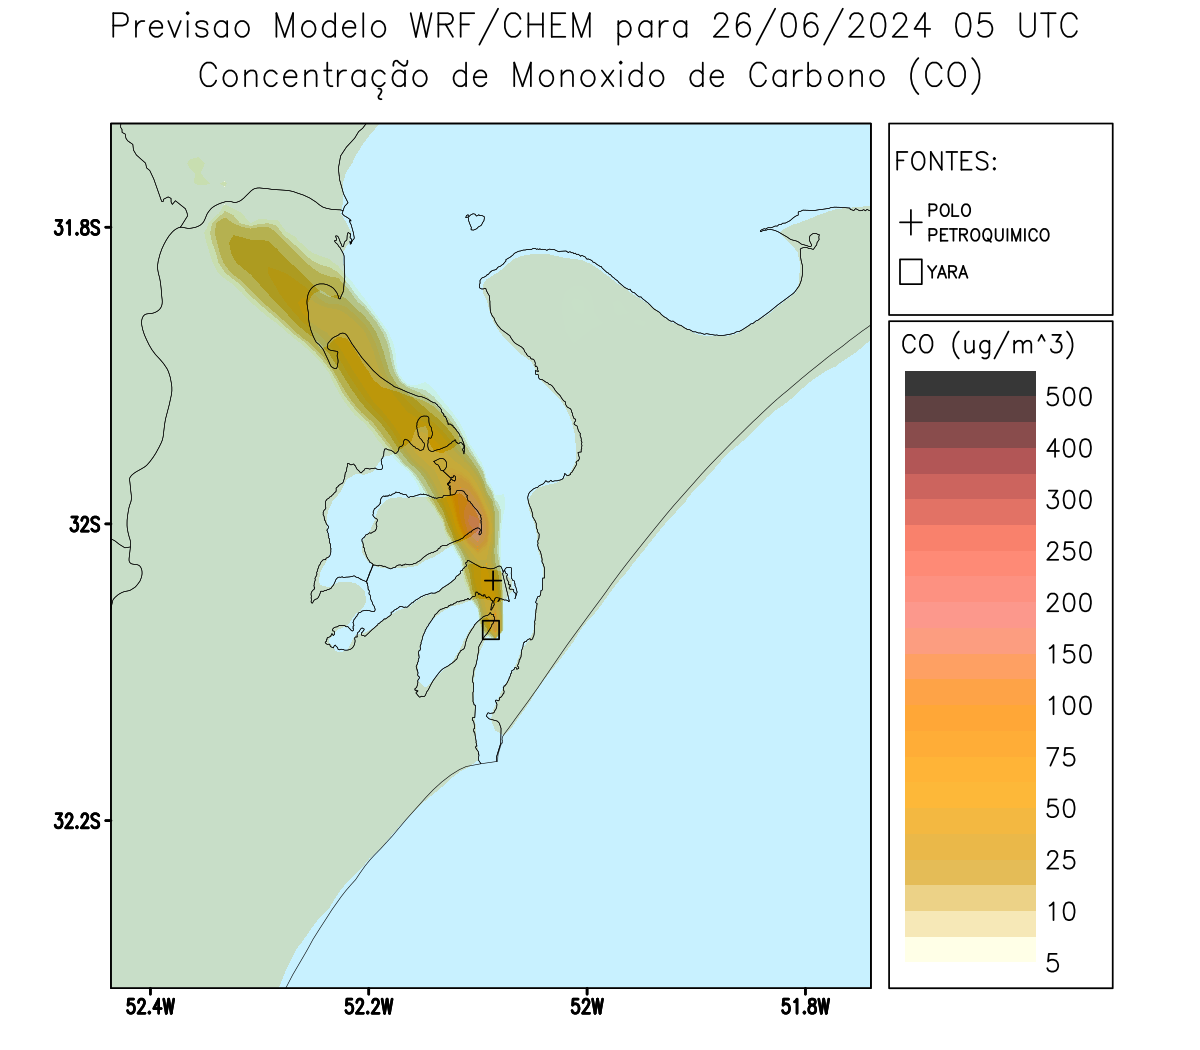 Previsao Modelo WRF/CHEM para 26/06/2024 05 UTC
Concentração de Monoxido de Carbono (CO)
FONTES:
POLO
PETROQUIMICO
YARA
CO (ug/m^3)
500
400
300
250
200
150
100
75
50
25
10
5
31.8S
32S
32.2S
52.4W
52.2W
52W
51.8W